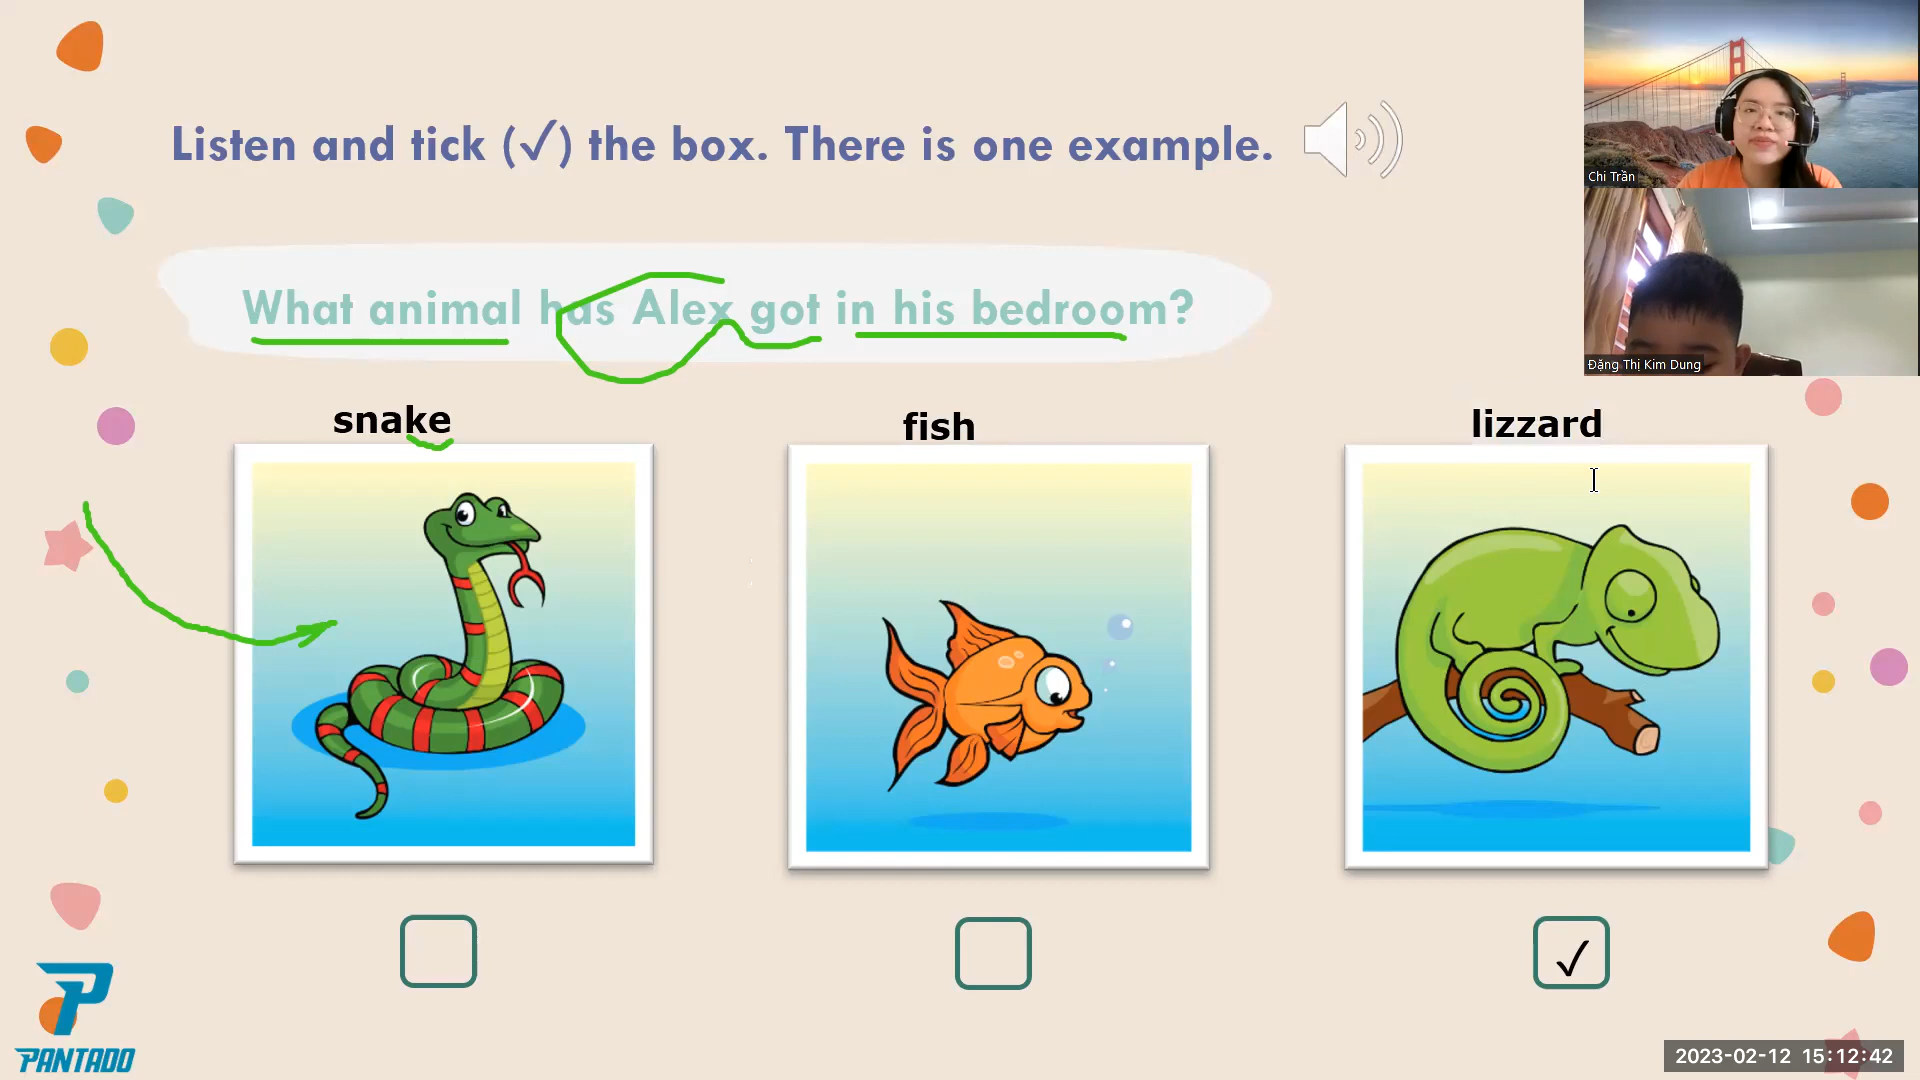 Listen and tick (✓) the box. There is one example.
Chi Trần
What animal has Alex got in his bedroom?
Đặng Thị Kim Dung
snake
fish
lizzard
✓
PANTADO
2023-02-12 15:12:42